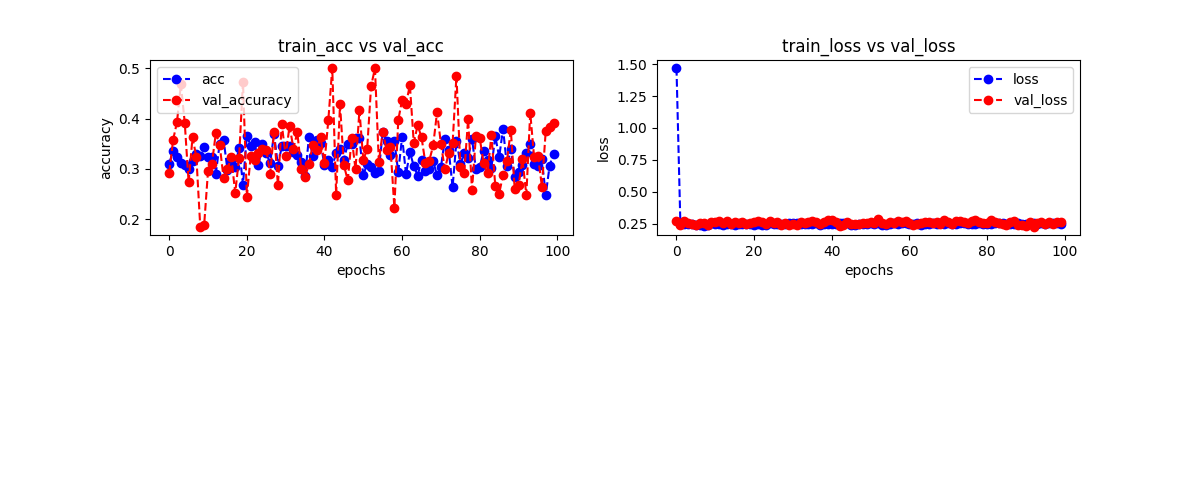 train_acc vs val_acc
0.5
0.4
0.3
0.2
accuracy
acc
val_accuracy
0
20
40
60
80
100
epochs
train_loss vs val_loss
1.50
1.25
1.00
0.75
0.50
0.25
loss
loss
val_loss
0
20
40
60
80
100
epochs